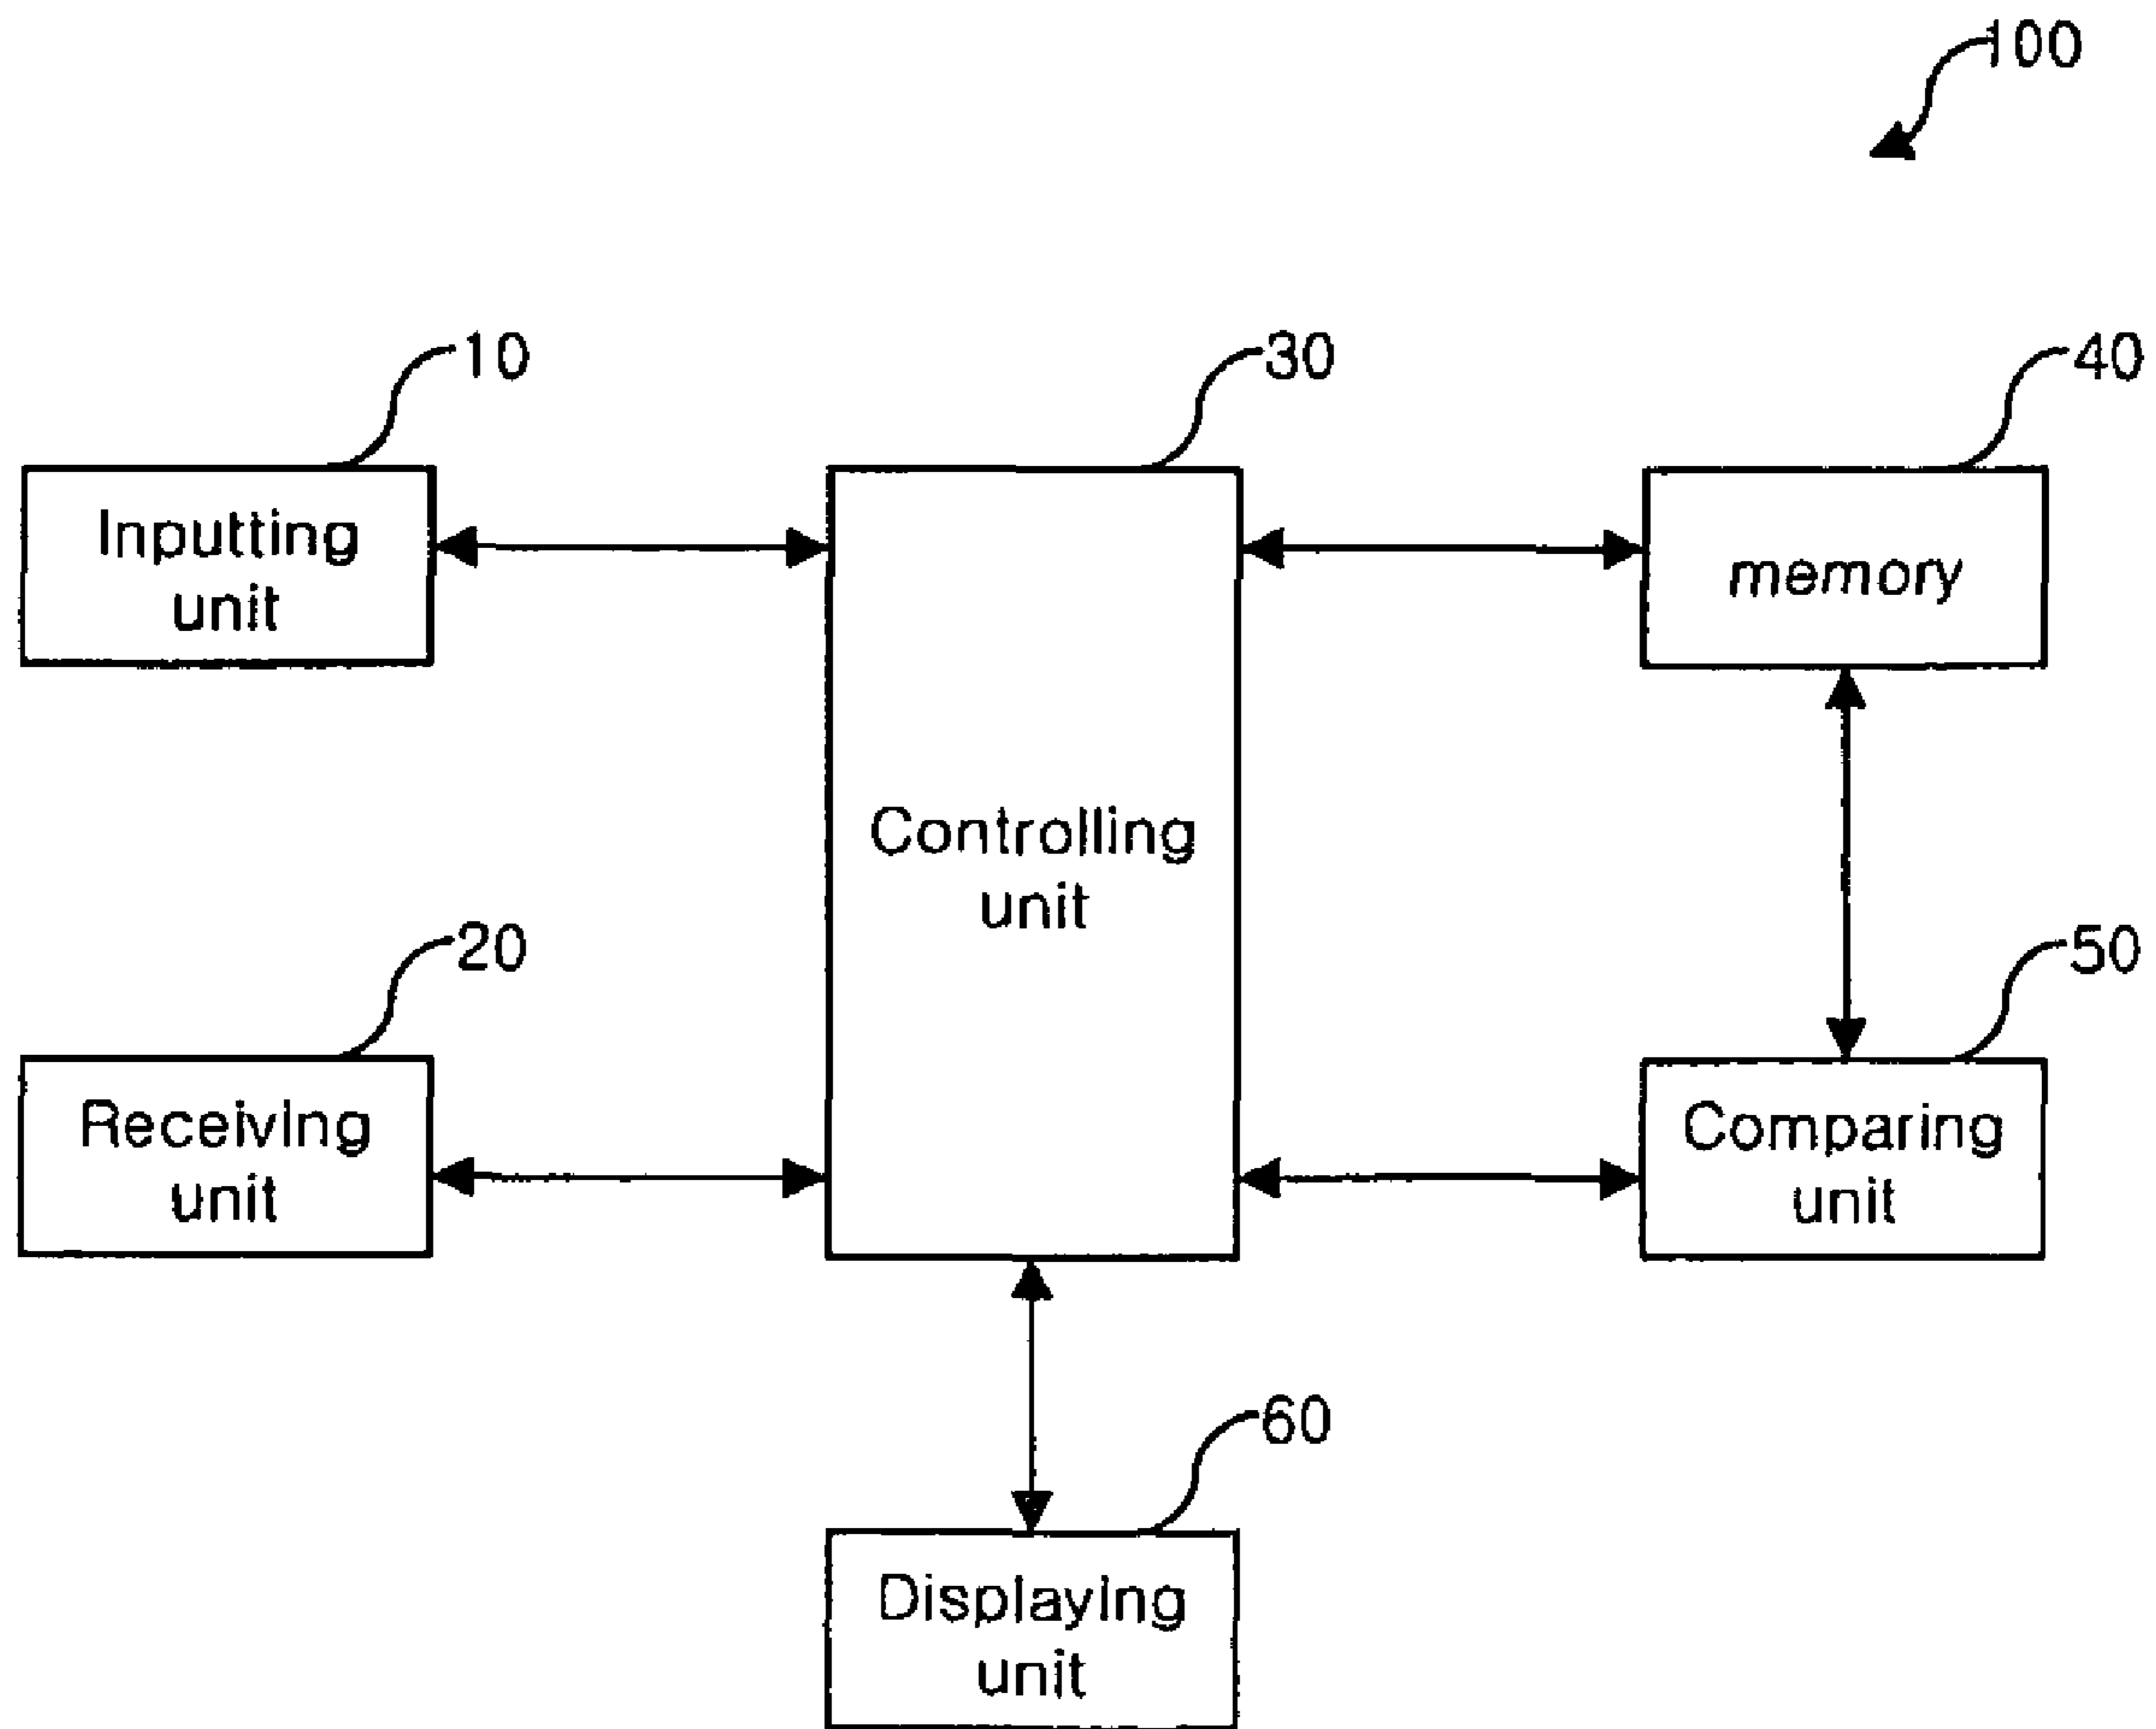 100
10
30
40
Inputting
unit
memory
Controlling
unit
20
50
Receiving
unit
Comparing
unit
60
Displaying
unit